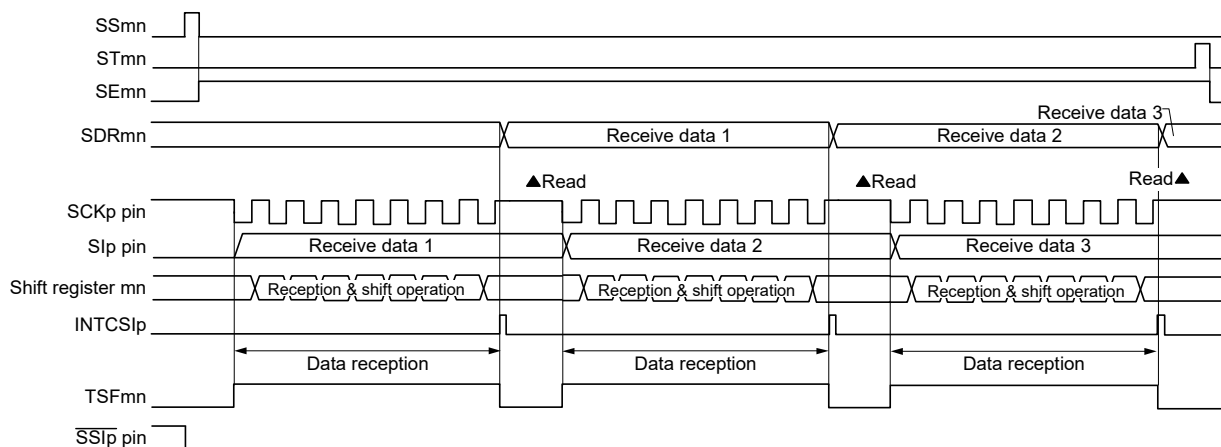 SSmn
STmn
SEmn
Receive data 3
SDRmn Receive data 1 Receive data 2
▲Read ▲Read Read▲
SCKp pin
SIp pin Receive data 1 Receive data 2 Receive data 3
Shift register mn Reception & shift operation Reception & shift operation Reception & shift operation
INTCSIp
Data reception Data reception Data reception
TSFmn
SSIp pin